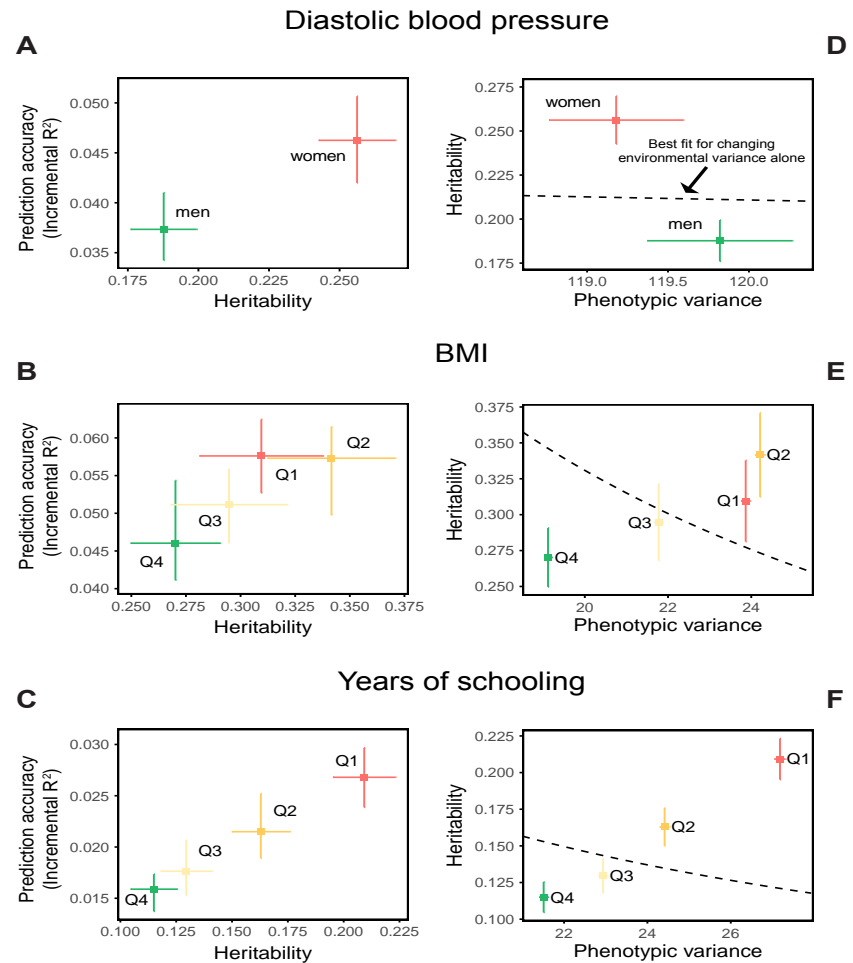 Diastolic blood pressure
A
Prediction accuracy
(Incremental R²)
0.050
0.045
0.040
0.035
women
men
0.175
0.200
0.225
0.250
Heritability
D
Heritability
0.275
0.250
0.225
0.200
0.175
women
Best fit for changing
environmental variance alone
men
119.0
119.5
120.0
Phenotypic variance
BMI
B
Prediction accuracy
(Incremental R²)
0.060
0.055
0.050
0.045
0.040
Q2
Q1
Q3
Q4
0.250
0.275
0.300
0.325
0.350
0.375
Heritability
E
Heritability
0.375
0.350
0.325
0.300
0.275
0.250
Q2
Q1
Q3
Q4
20
22
24
Phenotypic variance
Years of schooling
C
Prediction accuracy
(Incremental R²)
0.030
0.025
0.020
0.015
Q1
Q2
Q3
Q4
0.100
0.125
0.150
0.175
0.200
0.225
Heritability
F
Heritability
0.225
0.200
0.175
0.150
0.125
0.100
Q1
Q2
Q3
Q4
22
24
26
Phenotypic variance